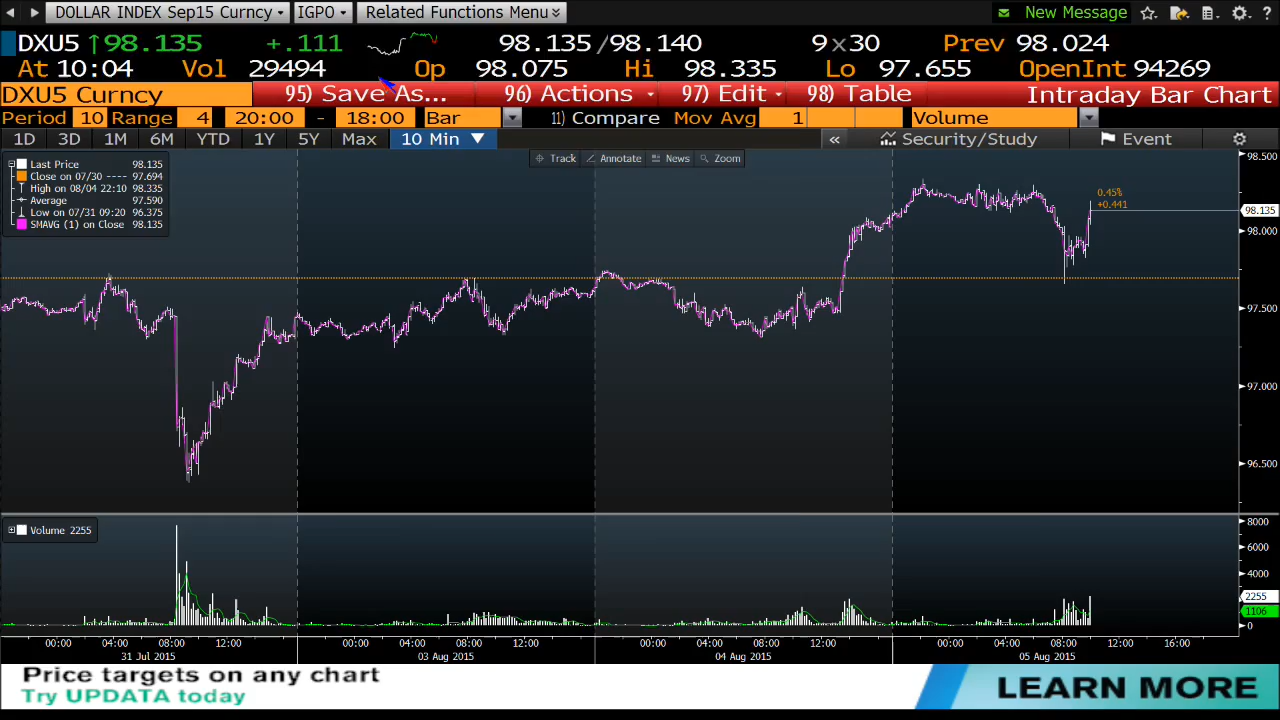 DOLLAR INDEX Sep15 Curncy IGPO Related Functions Menu New Message ?
DXU5 ↑98.135 +.111 98.135/98.140 9x30 Prev 98.024
At 10:04 Vol 29494 Op 98.075 Hi 98.335 Lo 97.655 OpenInt 94269
DXU5 Curncy 95) Save As... 96) Actions 97) Edit 98) Table Intraday Bar Chart
Period 10 Range 4 20:00 - 18:00 Bar 11) Compare Mov Avg 1 Volume
1D 3D 1M 6M YTD 1Y 5Y Max 10 Min ▼ « Security/Study Event
Track Annotate News Zoom
Last Price 98.135
Close on 07/30 ---- 97.694
High on 08/04 22:10 98.335
Average 97.590
Low on 07/31 09:20 96.375
SMAVG (1) on Close 98.135
0.45%
+0.441
98.500
98.135
98.000
97.500
97.000
96.500
Volume 2255
8000
6000
4000
2255
1106
0
00:00 04:00 08:00 12:00 00:00 04:00 08:00 12:00 00:00 04:00 08:00 12:00 00:00 04:00 08:00 12:00 16:00
31 Jul 2015 03 Aug 2015 04 Aug 2015 05 Aug 2015
Price targets on any chart
Try UPDATA today
LEARN MORE